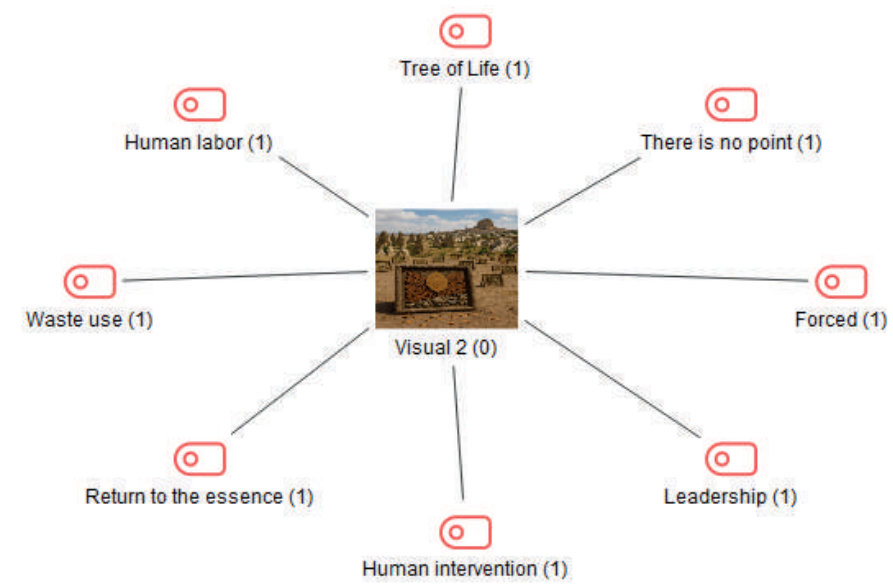 Tree of Life (1)
Human labor (1)
There is no point (1)
Waste use (1)
Forced (1)
Visual 2 (0)
Return to the essence (1)
Leadership (1)
Human intervention (1)